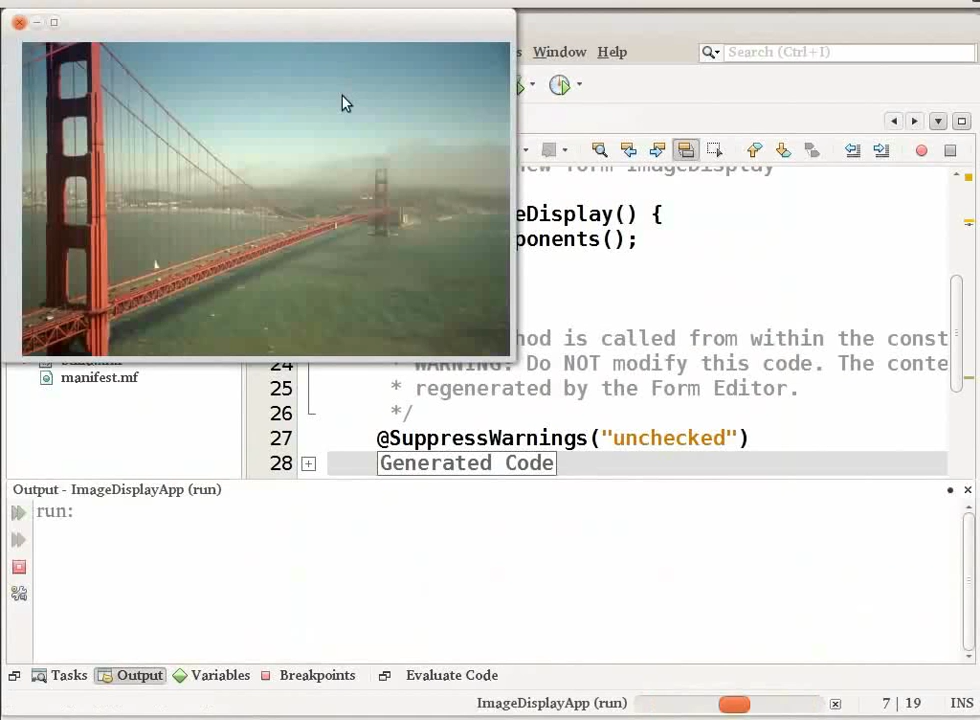 Window Help
Search (Ctrl+I)
new form ImageDisplay
eDisplay() {
ponents();
hod is called from within the const
24 * WARNING: Do NOT modify this code. The conte
25 * regenerated by the Form Editor.
26 */
27 @SuppressWarnings("unchecked")
28 Generated Code
manifest.mf
Output - ImageDisplayApp (run)
run:
Tasks Output Variables Breakpoints Evaluate Code
ImageDisplayApp (run) 7 | 19 INS